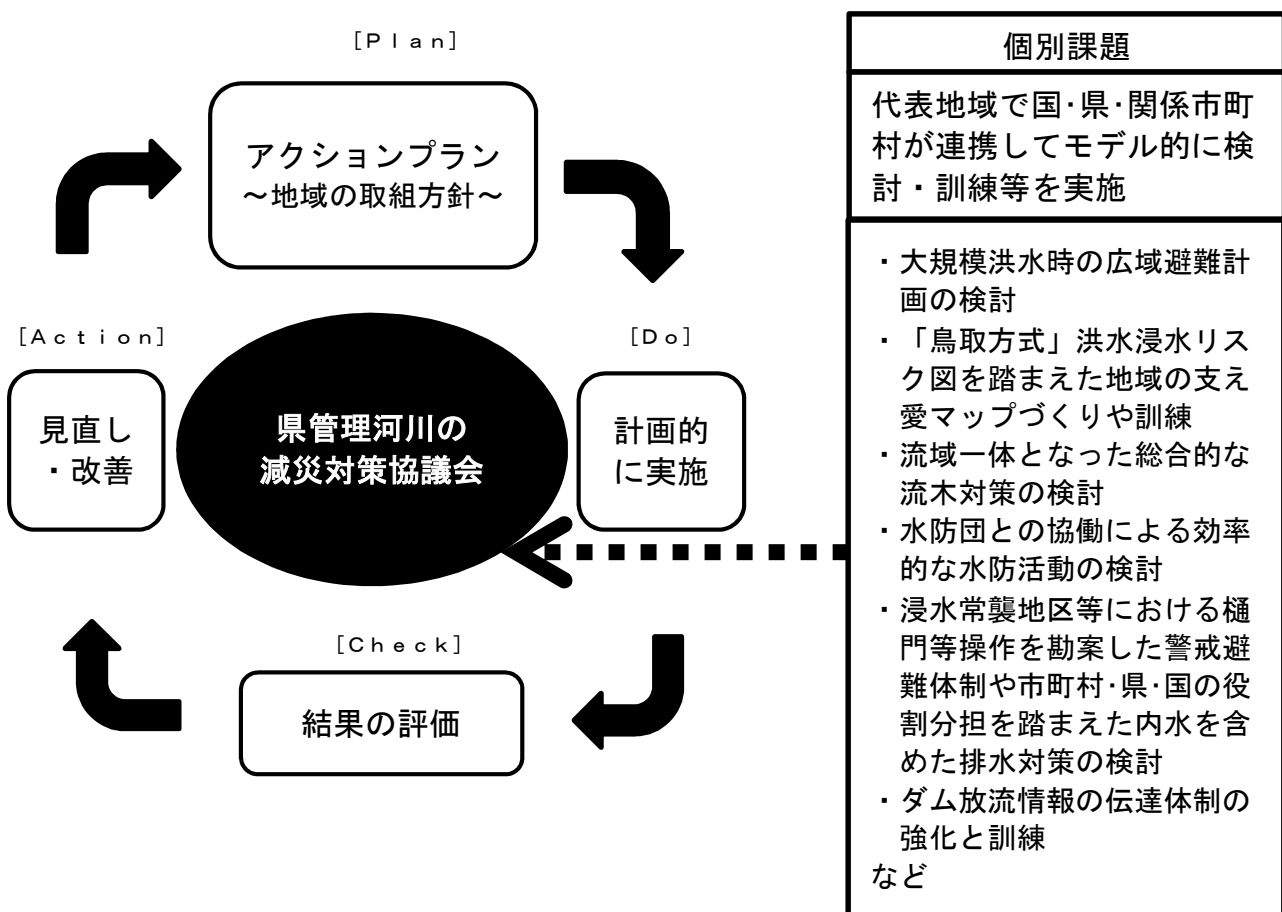 [Plan]
アクションプラン
～地域の取組方針～
[Do]
計画的
に実施
[Check]
結果の評価
[Action]
見直し
・改善
県管理河川の
減災対策協議会
個別課題
代表地域で国･県･関係市町
村が連携してモデル的に検
討・訓練等を実施
・大規模洪水時の広域避難計
画の検討
・「鳥取方式」洪水浸水リス
ク図を踏まえた地域の支え
愛マップづくりや訓練
・流域一体となった総合的な
流木対策の検討
・水防団との協働による効率
的な水防活動の検討
・浸水常襲地区等における樋
門等操作を勘案した警戒避
難体制や市町村･県･国の役
割分担を踏まえた内水を含
めた排水対策の検討
・ダム放流情報の伝達体制の
強化と訓練
など